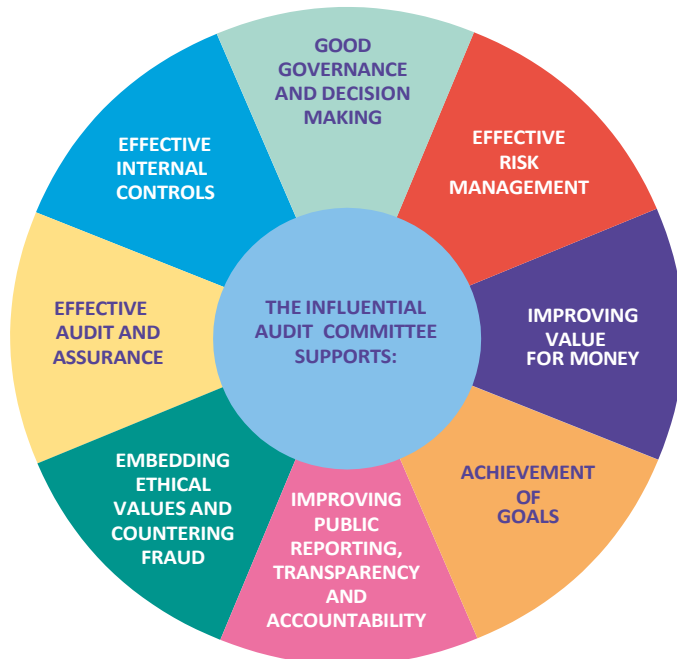 GOOD
GOVERNANCE
AND DECISION
MAKING
EFFECTIVE
RISK
MANAGEMENT
IMPROVING
VALUE
FOR MONEY
ACHIEVEMENT
OF
GOALS
IMPROVING
PUBLIC
REPORTING,
TRANSPARENCY
AND
ACCOUNTABILITY
EMBEDDING
ETHICAL
VALUES AND
COUNTERING
FRAUD
EFFECTIVE
AUDIT AND
ASSURANCE
EFFECTIVE
INTERNAL
CONTROLS
THE INFLUENTIAL
AUDIT COMMITTEE
SUPPORTS: